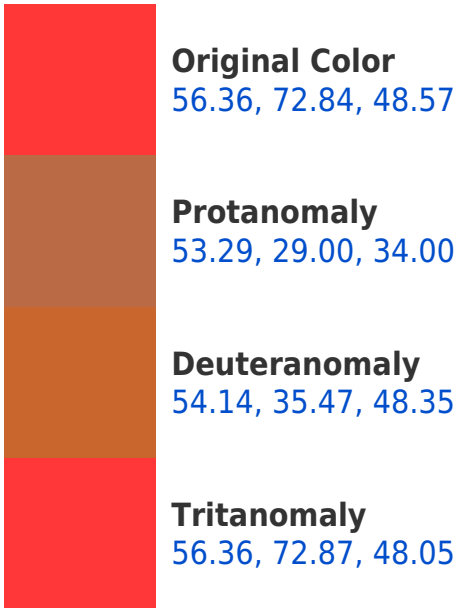 Original Color
56.36, 72.84, 48.57
Protanomaly
53.29, 29.00, 34.00
Deuteranomaly
54.14, 35.47, 48.35
Tritanomaly
56.36, 72.87, 48.05